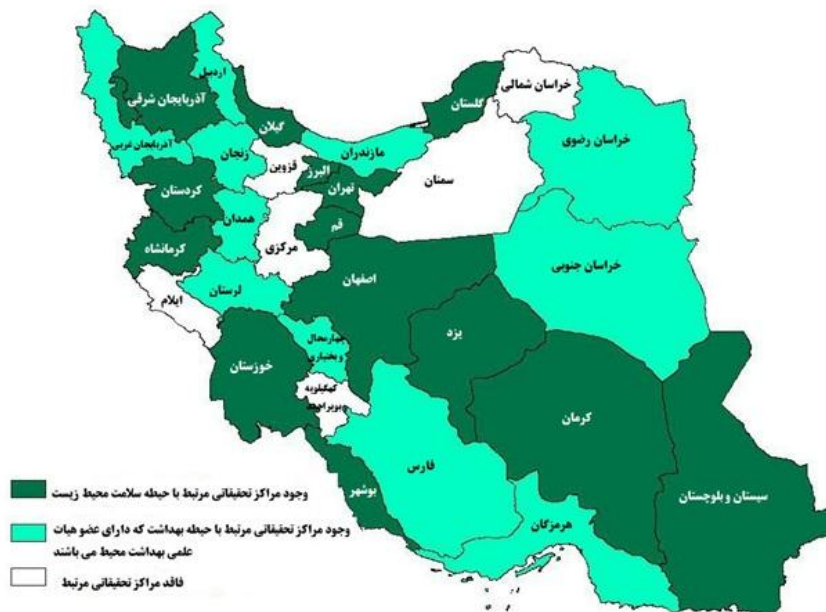 اردبیل
آذربایجان شرقی
آذربایجان غربی
گیلان
گلستان
خراسان شمالی
خراسان رضوی
زنجان
قزوین
البرز
مازندران
تهران
سمنان
کردستان
همدان
مرکزی
قم
کرمانشاه
خراسان جنوبی
اصفهان
ایلام
لرستان
یزد
چهارمحال
و بختیاری
خوزستان
کهگیلویه
بویراحمد
کرمان
فارس
بوشهر
سیستان و بلوچستان
هرمزگان
وجود مراکز تحقیقاتی مرتبط با حیطه سلامت محیط زیست
وجود مراکز تحقیقاتی مرتبط با حیطه بهداشت که دارای عضو هیات
علمی بهداشت محیط می باشند
فاقد مراکز تحقیقاتی مرتبط